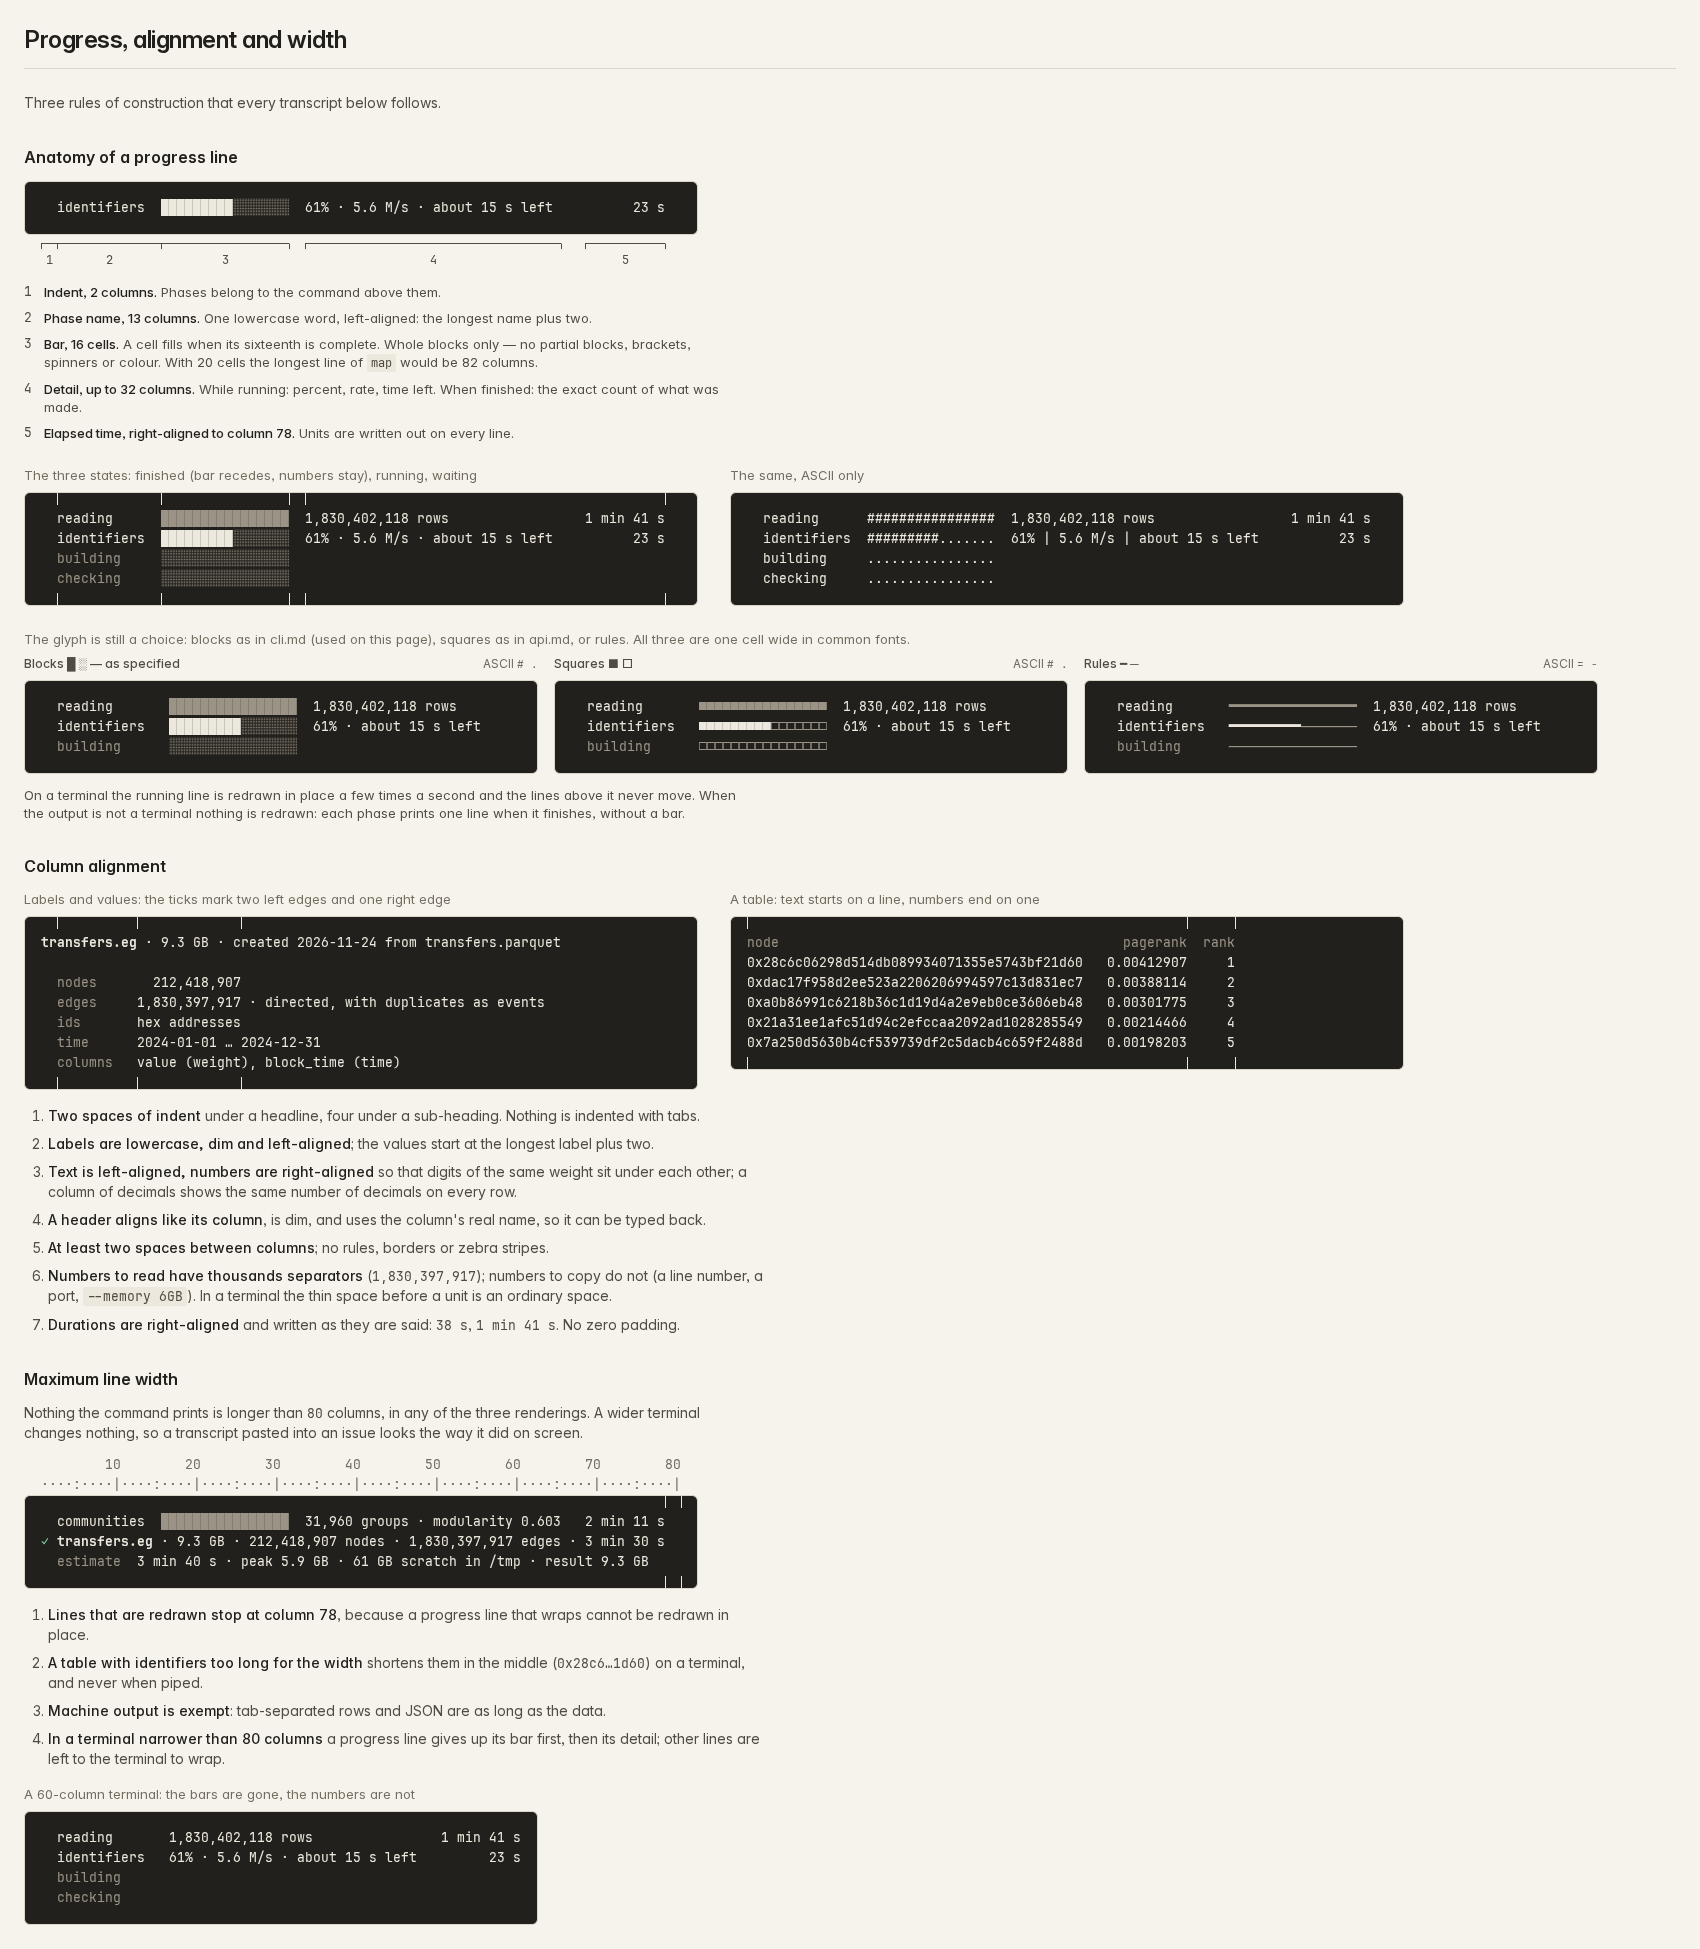 Progress, alignment and width
Three rules of construction that every transcript below follows.
Anatomy of a progress line
identifiers █████████░░░░░░░ 61% · 5.6 M/s · about 15 s left 23 s
1 2 3 4 5
1 Indent, 2 columns. Phases belong to the command above them.
2 Phase name, 13 columns. One lowercase word, left-aligned: the longest name plus two.
3 Bar, 16 cells. A cell fills when its sixteenth is complete. Whole blocks only — no partial blocks, brackets,
spinners or colour. With 20 cells the longest line of map would be 82 columns.
4 Detail, up to 32 columns. While running: percent, rate, time left. When finished: the exact count of what was
made.
5 Elapsed time, right-aligned to column 78. Units are written out on every line.
The three states: finished (bar recedes, numbers stay), running, waiting
reading ████████████████ 1,830,402,118 rows 1 min 41 s
identifiers █████████░░░░░░░ 61% · 5.6 M/s · about 15 s left 23 s
building ░░░░░░░░░░░░░░░░
checking ░░░░░░░░░░░░░░░░
The same, ASCII only
reading ################ 1,830,402,118 rows 1 min 41 s
identifiers #########....... 61% | 5.6 M/s | about 15 s left 23 s
building ................
checking ................
The glyph is still a choice: blocks as in cli.md (used on this page), squares as in api.md, or rules. All three are one cell wide in common fonts.
Blocks █ ░ — as specified ASCII # .
reading ████████████████ 1,830,402,118 rows
identifiers █████████░░░░░░░ 61% · about 15 s left
building ░░░░░░░░░░░░░░░░
Squares ■ □ ASCII # .
reading ■■■■■■■■■■■■■■■■ 1,830,402,118 rows
identifiers ■■■■■■■■■□□□□□□□ 61% · about 15 s left
building □□□□□□□□□□□□□□□□
Rules ━ ─ ASCII = -
reading ━━━━━━━━━━━━━━━━ 1,830,402,118 rows
identifiers ━━━━━━━━━─────── 61% · about 15 s left
building ────────────────
On a terminal the running line is redrawn in place a few times a second and the lines above it never move. When
the output is not a terminal nothing is redrawn: each phase prints one line when it finishes, without a bar.
Column alignment
Labels and values: the ticks mark two left edges and one right edge
transfers.eg · 9.3 GB · created 2026-11-24 from transfers.parquet
nodes 212,418,907
edges 1,830,397,917 · directed, with duplicates as events
ids hex addresses
time 2024-01-01 … 2024-12-31
columns value (weight), block_time (time)
A table: text starts on a line, numbers end on one
node pagerank rank
0x28c6c06298d514db089934071355e5743bf21d60 0.00412907 1
0xdac17f958d2ee523a2206206994597c13d831ec7 0.00388114 2
0xa0b86991c6218b36c1d19d4a2e9eb0ce3606eb48 0.00301775 3
0x21a31ee1afc51d94c2efccaa2092ad1028285549 0.00214466 4
0x7a250d5630b4cf539739df2c5dacb4c659f2488d 0.00198203 5
1. Two spaces of indent under a headline, four under a sub-heading. Nothing is indented with tabs.
2. Labels are lowercase, dim and left-aligned; the values start at the longest label plus two.
3. Text is left-aligned, numbers are right-aligned so that digits of the same weight sit under each other; a
column of decimals shows the same number of decimals on every row.
4. A header aligns like its column, is dim, and uses the column's real name, so it can be typed back.
5. At least two spaces between columns; no rules, borders or zebra stripes.
6. Numbers to read have thousands separators (1,830,397,917); numbers to copy do not (a line number, a
port, --memory 6GB). In a terminal the thin space before a unit is an ordinary space.
7. Durations are right-aligned and written as they are said: 38 s, 1 min 41 s. No zero padding.
Maximum line width
Nothing the command prints is longer than 80 columns, in any of the three renderings. A wider terminal
changes nothing, so a transcript pasted into an issue looks the way it did on screen.
10 20 30 40 50 60 70 80
····:····|····:····|····:····|····:····|····:····|····:····|····:····|····:····|
communities ████████████████ 31,960 groups · modularity 0.603 2 min 11 s
✓ transfers.eg · 9.3 GB · 212,418,907 nodes · 1,830,397,917 edges · 3 min 30 s
estimate 3 min 40 s · peak 5.9 GB · 61 GB scratch in /tmp · result 9.3 GB
1. Lines that are redrawn stop at column 78, because a progress line that wraps cannot be redrawn in
place.
2. A table with identifiers too long for the width shortens them in the middle (0x28c6…1d60) on a terminal,
and never when piped.
3. Machine output is exempt: tab-separated rows and JSON are as long as the data.
4. In a terminal narrower than 80 columns a progress line gives up its bar first, then its detail; other lines are
left to the terminal to wrap.
A 60-column terminal: the bars are gone, the numbers are not
reading 1,830,402,118 rows 1 min 41 s
identifiers 61% · 5.6 M/s · about 15 s left 23 s
building
checking